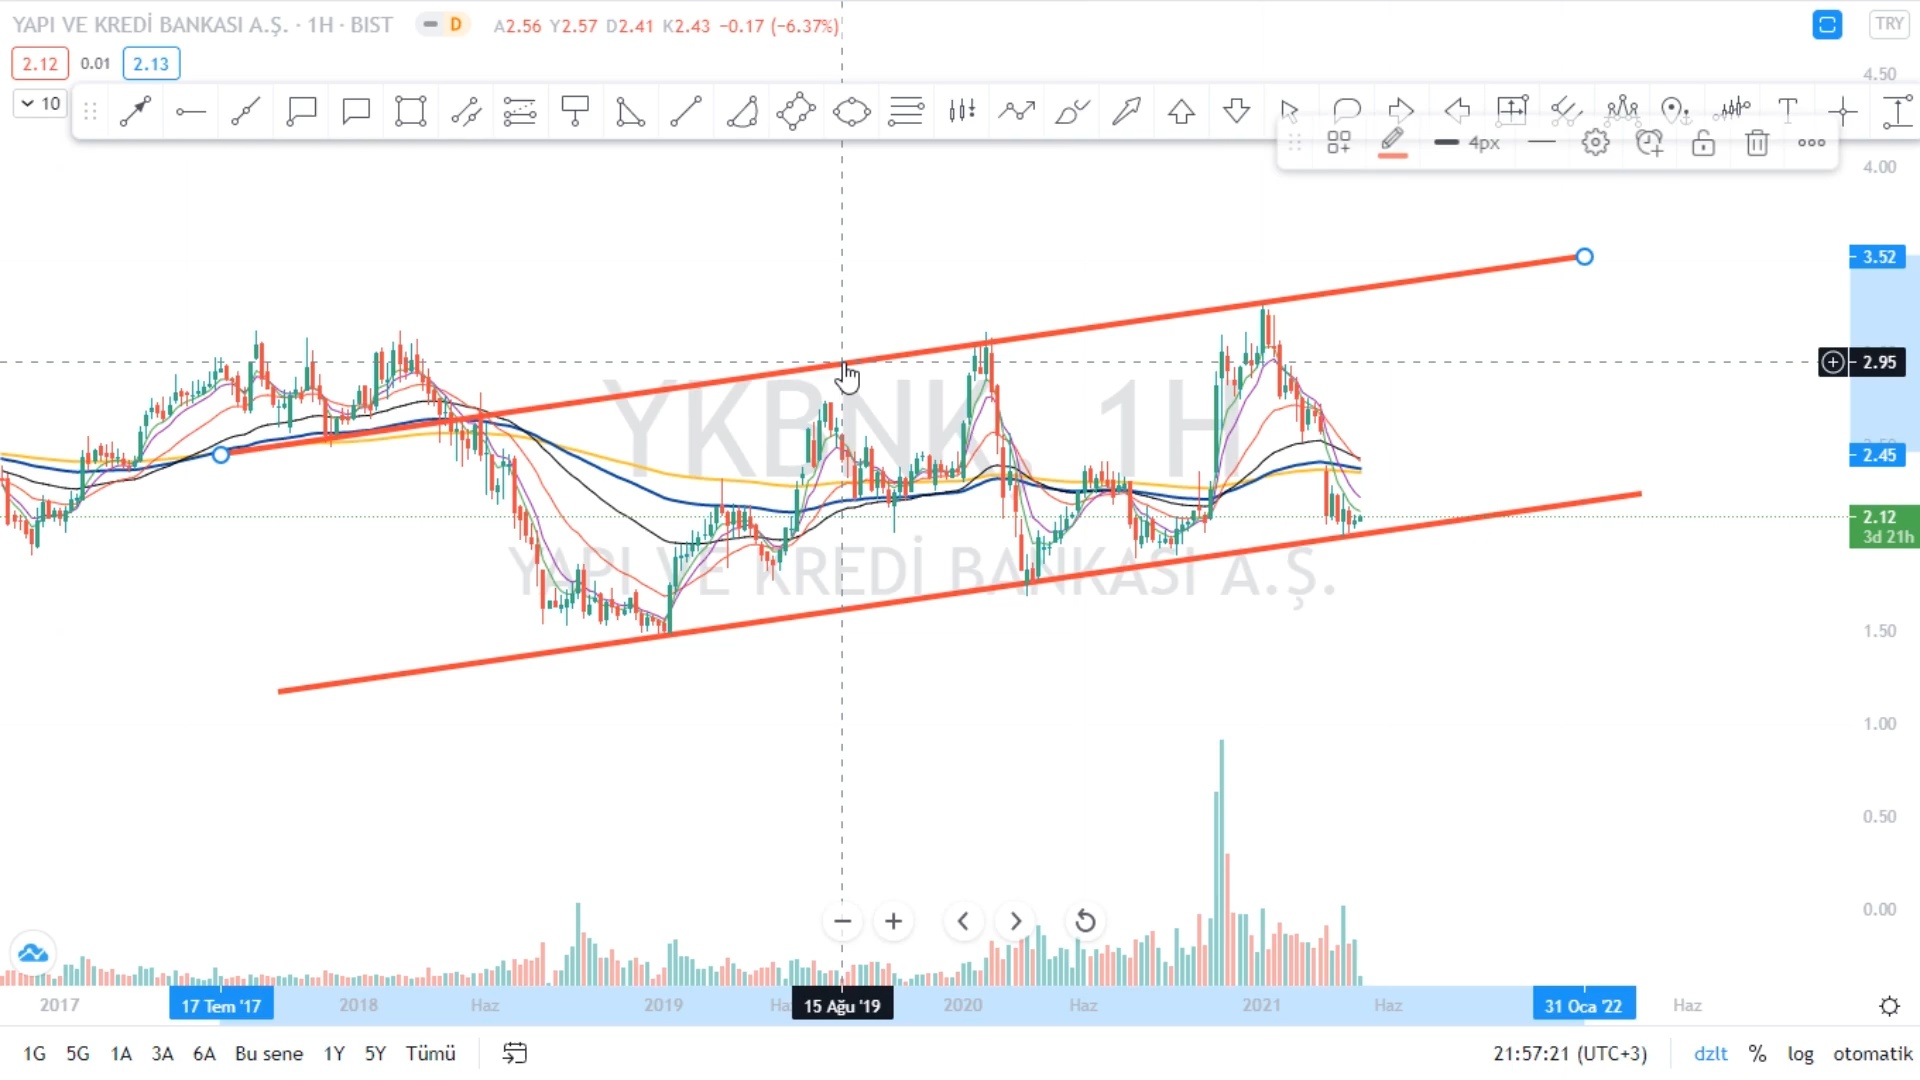 YAPI VE KREDİ BANKASI A.Ş. · 1H · BIST D A2.56 Y2.57 D2.41 K2.43 −0.17 (−6.37%) TRY
2.12 0.01 2.13
4.50
10
T
4px
4.00
3.52
2.95
YKBNK, 1H
2.45
2.12
3d 21h
YAPI VE KREDİ BANKASI A.Ş.
1.50
1.00
0.50
0.00
2017 17 Tem '17 2018 Haz 2019 15 Ağu '19 2020 Haz 2021 Haz 31 Oca '22 Haz
1G 5G 1A 3A 6A Bu sene 1Y 5Y Tümü 21:57:21 (UTC+3) dzlt % log otomatik